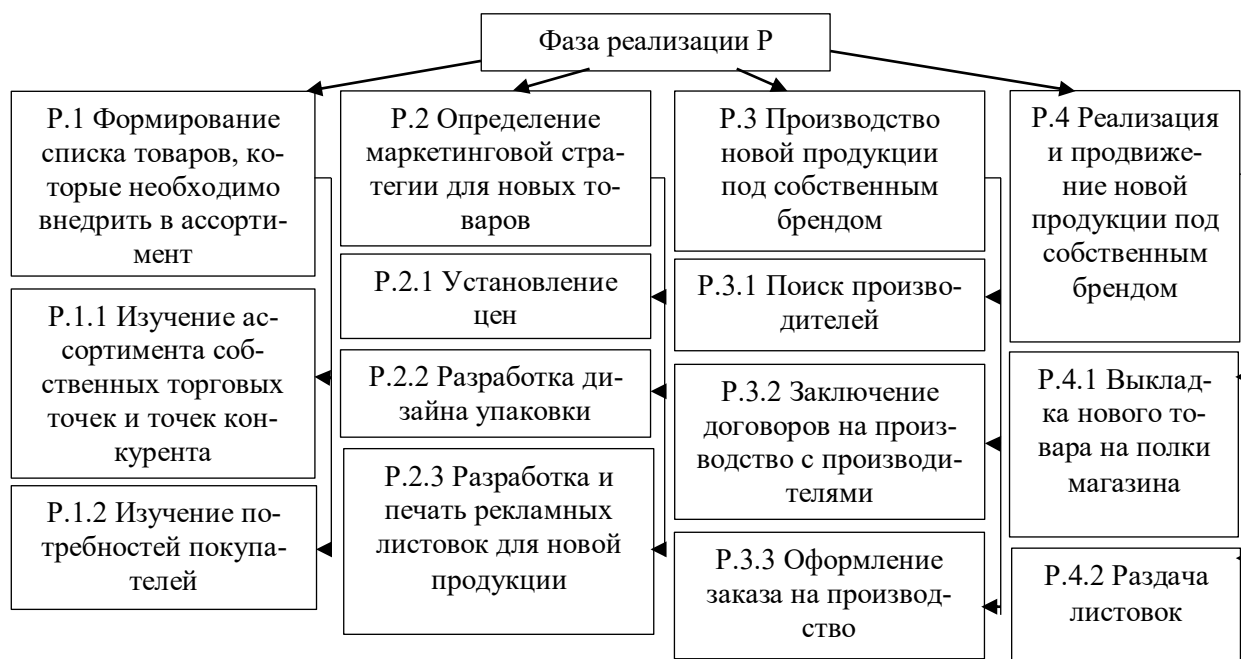 Фаза реализации Р
Р.1 Формирование
списка товаров, ко-
торые необходимо
внедрить в ассорти-
мент
Р.1.1 Изучение ас-
сортимента соб-
ственных торговых
точек и точек кон-
курента
Р.1.2 Изучение по-
требностей покупа-
телей
Р.2 Определение
маркетинговой стра-
тегии для новых то-
варов
Р.2.1 Установление
цен
Р.2.2 Разработка ди-
зайна упаковки
Р.2.3 Разработка и
печать рекламных
листовок для новой
продукции
Р.3 Производство
новой продукции
под собственным
брендом
Р.3.1 Поиск произво-
дителей
Р.3.2 Заключение
договоров на произ-
водство с производи-
телями
Р.3.3 Оформление
заказа на производ-
ство
Р.4 Реализация
и продвиже-
ние новой
продукции под
собственным
брендом
Р.4.1 Выклад-
ка нового то-
вара на полки
магазина
Р.4.2 Раздача
листовок